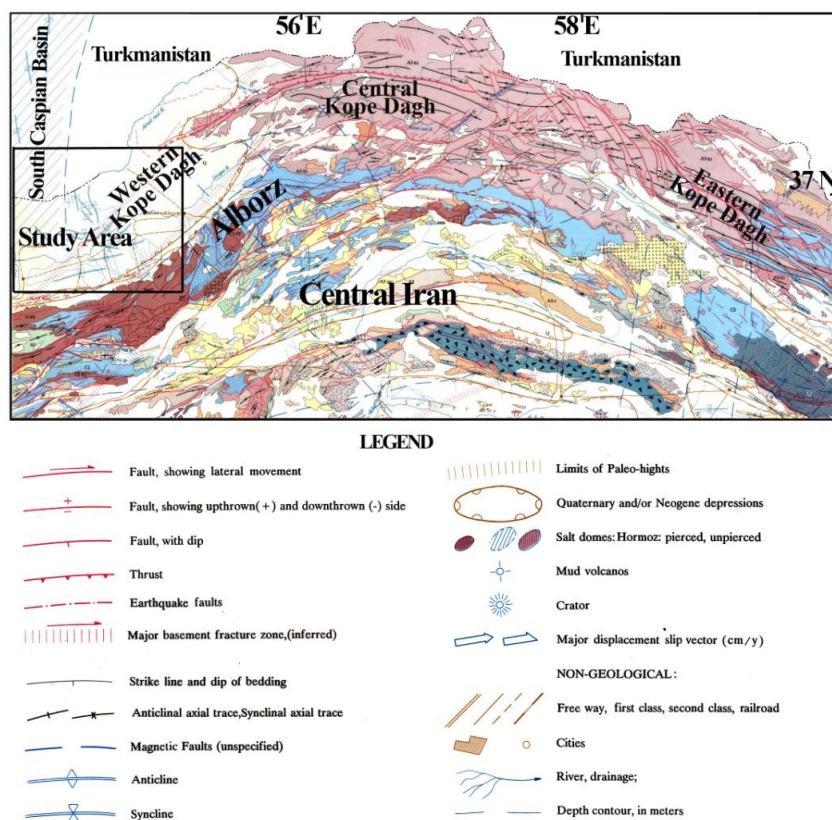 56 E
58 E
Turkmanistan
Turkmanistan
South Caspian Basin
Central
Kope Dagh
Western
Kope Dagh
Alborz
Eastern
Kope Dagh
37 N
Study Area
Central Iran
LEGEND
Fault, showing lateral movement
Fault, showing upthrown(+) and downthrown (-) side
Fault, with dip
Thrust
Earthquake faults
Major basement fracture zone,(inferred)
Strike line and dip of bedding
Anticlinal axial trace,Synclinal axial trace
Magnetic Faults (unspecified)
Anticline
Syncline
Limits of Paleo-hights
Quaternary and/or Neogene depressions
Salt domes: Hormoz: pierced, unpierced
Mud volcanos
Crator
Major displacement slip vector (cm/y)
NON-GEOLOGICAL:
Free way, first class, second class, railroad
Cities
River, drainage;
Depth contour, in meters